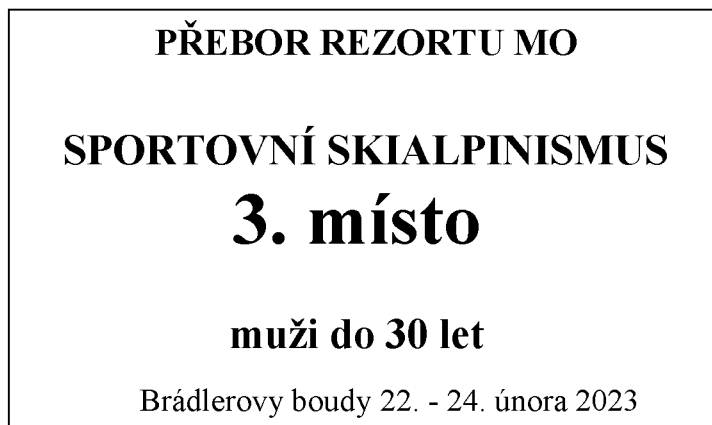 PŘEBOR REZORTU MO
SPORTOVNÍ SKIALPINISMUS
3. místo
muži do 30 let
Brádlerovy boudy 22. - 24. února 2023